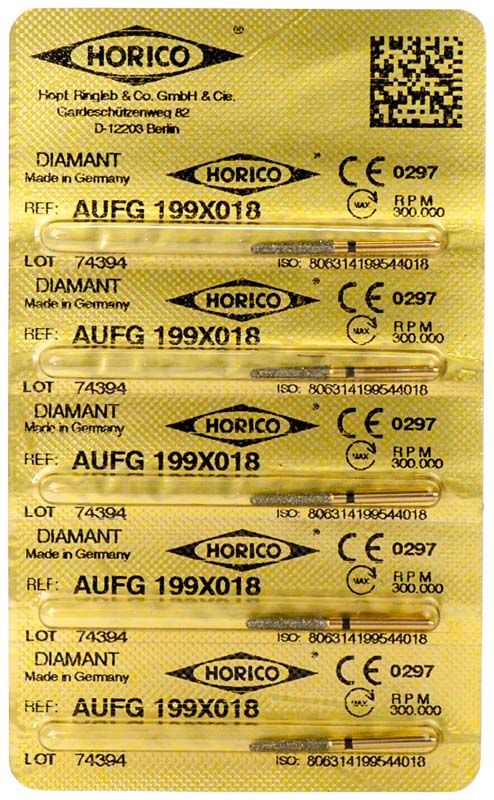 HORICO ®
Hopf, Ringleb & Co. GmbH & Cie.
Gardeschützenweg 82
D-12203 Berlin
DIAMANT
Made in Germany
HORICO ®
CE 0297
REF: AUFG 199X018
MAX
RPM
300.000
LOT 74394
ISO: 806314199544018
DIAMANT
Made in Germany
HORICO ®
CE 0297
REF: AUFG 199X018
MAX
RPM
300.000
LOT 74394
ISO: 806314199544018
DIAMANT
Made in Germany
HORICO ®
CE 0297
REF: AUFG 199X018
MAX
RPM
300.000
LOT 74394
ISO: 806314199544018
DIAMANT
Made in Germany
HORICO ®
CE 0297
REF: AUFG 199X018
MAX
RPM
300.000
LOT 74394
ISO: 806314199544018
DIAMANT
Made in Germany
HORICO ®
CE 0297
REF: AUFG 199X018
MAX
RPM
300.000
LOT 74394
ISO: 806314199544018